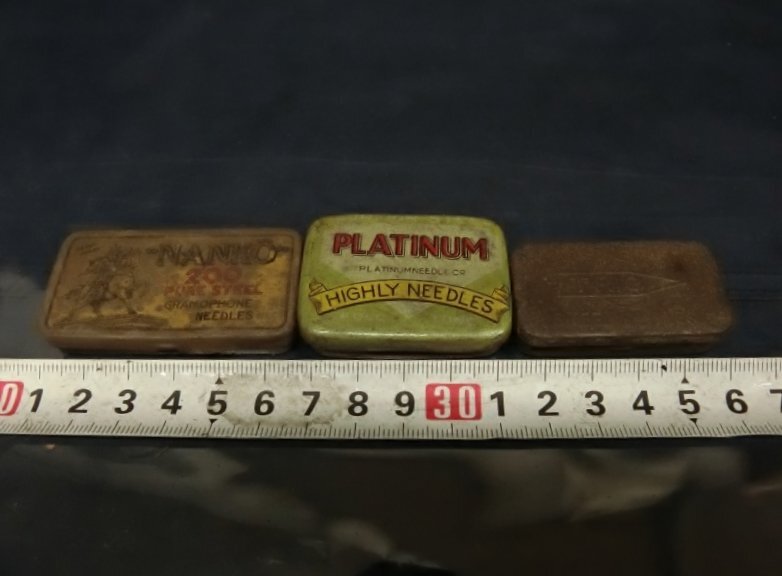 "NANKO"
200
PURE STEEL
GRAMOPHONE
NEEDLES
PLATINUM
PLATINUMNEEDLE.CO
HIGHLY NEEDLES
0 1 2 3 4 5 6 7 8 9 30 1 2 3 4 5 6 7